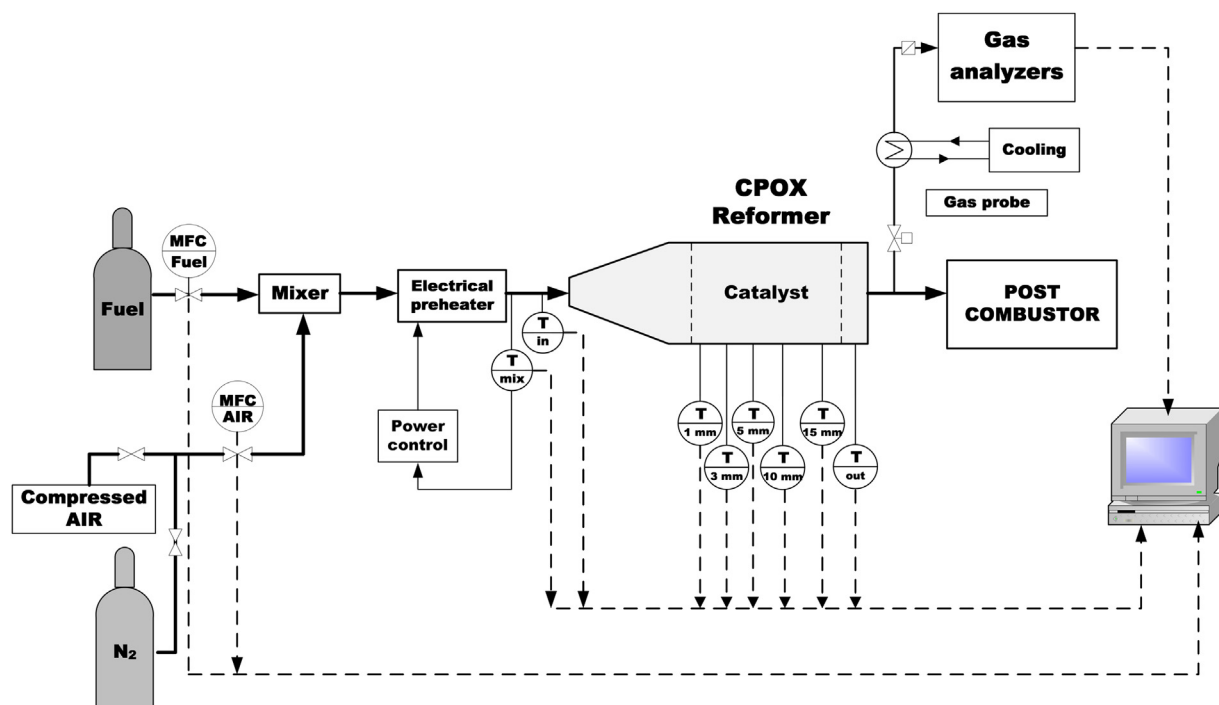 Gas
analyzers
Cooling
CPOX
Reformer
Gas probe
MFC
Fuel
Fuel
Mixer
Electrical
preheater
Catalyst
POST
COMBUSTOR
T
in
T
mix
MFC
AIR
Power
control
T
1 mm
T
3 mm
T
5 mm
T
10 mm
T
15 mm
T
out
Compressed
AIR
N₂